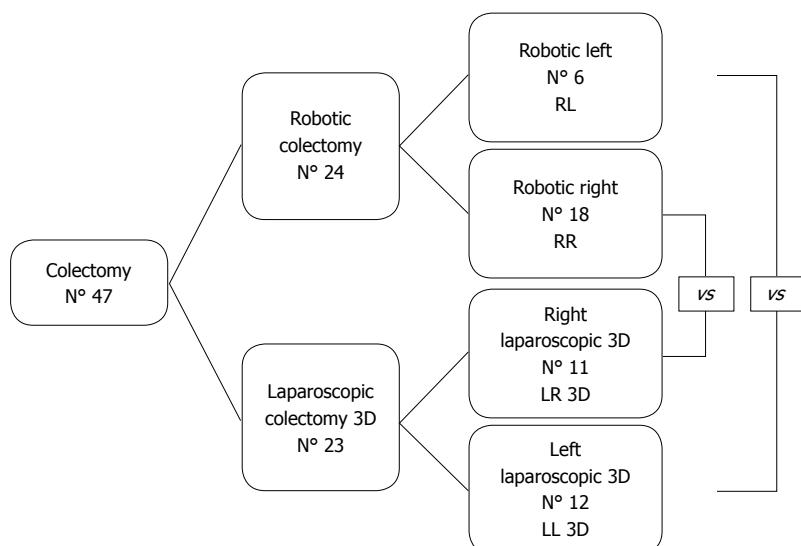 Colectomy
N° 47
Robotic
colectomy
N° 24
Laparoscopic
colectomy 3D
N° 23
Robotic left
N° 6
RL
Robotic right
N° 18
RR
Right
laparoscopic 3D
N° 11
LR 3D
Left
laparoscopic 3D
N° 12
LL 3D
vs
vs